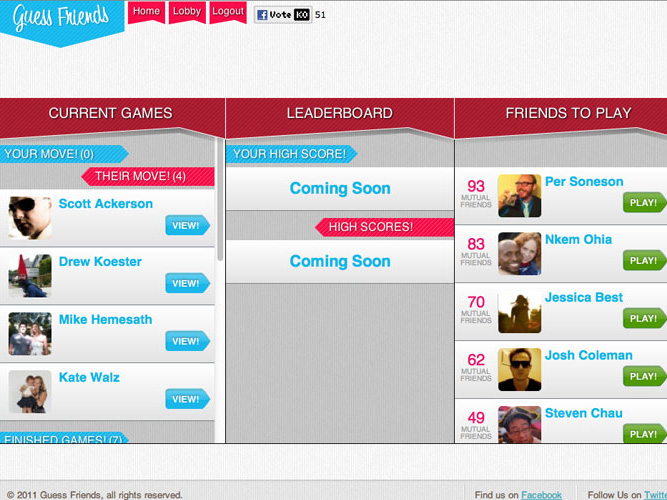 Guess Friends
Home Lobby Logout
Vote KO 51
CURRENT GAMES
YOUR MOVE! (0)
THEIR MOVE! (4)
Scott Ackerson
VIEW!
Drew Koester
VIEW!
Mike Hemesath
VIEW!
Kate Walz
VIEW!
FINISHED GAMES! (7)
LEADERBOARD
YOUR HIGH SCORE!
Coming Soon
HIGH SCORES!
Coming Soon
FRIENDS TO PLAY
93
MUTUAL
FRIENDS
Per Soneson
PLAY!
83
MUTUAL
FRIENDS
Nkem Ohia
PLAY!
70
MUTUAL
FRIENDS
Jessica Best
PLAY!
62
MUTUAL
FRIENDS
Josh Coleman
PLAY!
49
MUTUAL
FRIENDS
Steven Chau
PLAY!
© 2011 Guess Friends, all rights reserved.
Find us on Facebook
Follow Us on Twitte